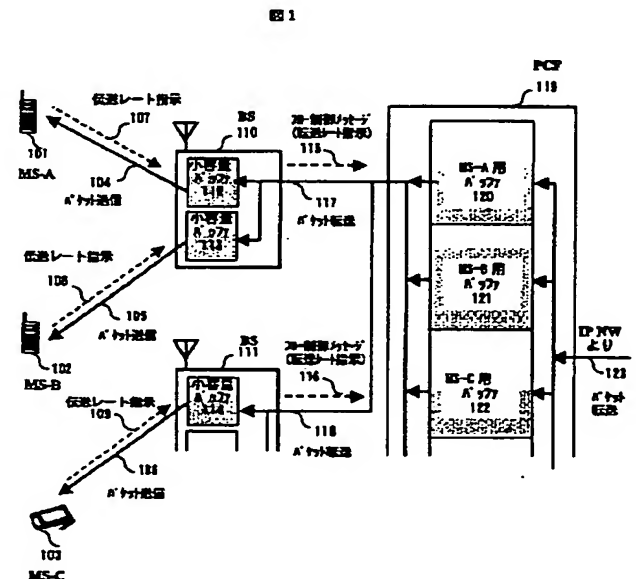 図 1
PCF
119
伝送レート指示
107
101
MS-A
104
パケット送信
BS
110
小容量
バッファ
フロー制御メッセージ
(転送レート指示)
115
117
パケット転送
小容量
バッファ
MS-A 用
バッファ
120
伝送レート指示
105
パケット送信
102
MS-B
MS-B 用
バッファ
121
IP NW
より
123
パケット
転送
BS
111
小容量
バッファ
フロー制御メッセージ
(転送レート指示)
116
118
パケット転送
MS-C 用
バッファ
122
伝送レート指示
109
パケット送信
103
MS-C